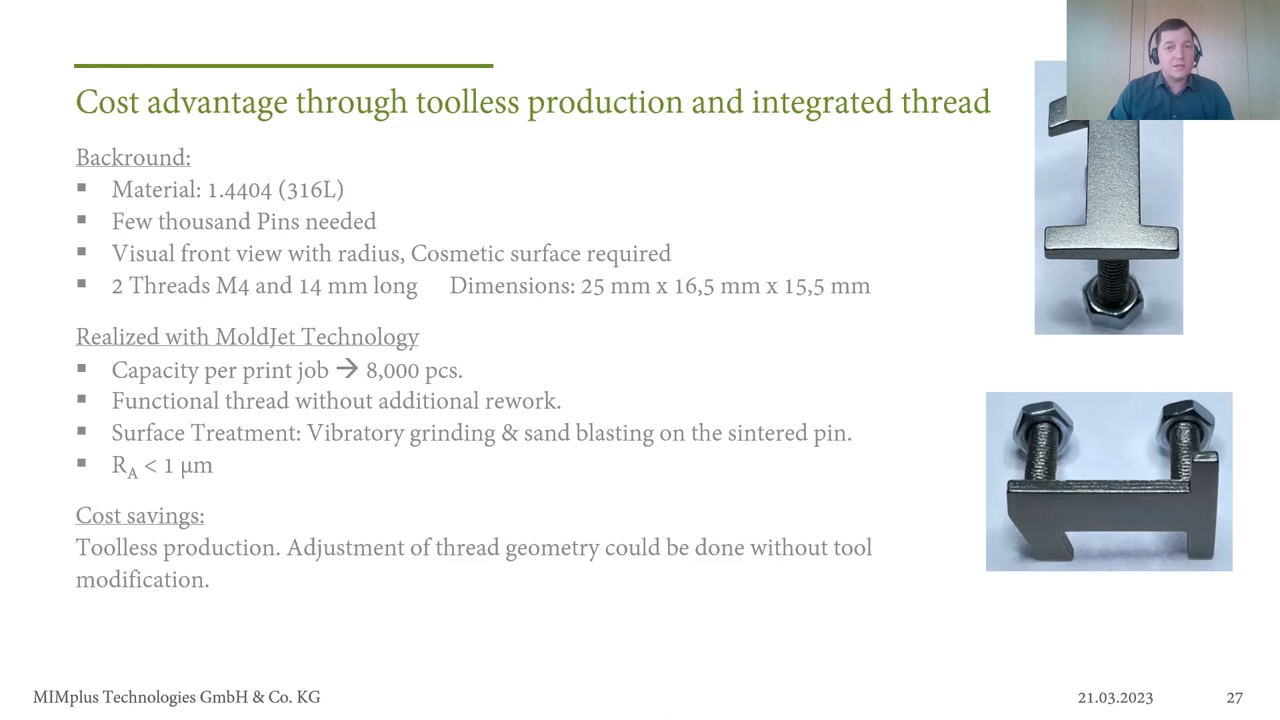 Cost advantage through toolless production and integrated thread
Backround:
▪ Material: 1.4404 (316L)
▪ Few thousand Pins needed
▪ Visual front view with radius, Cosmetic surface required
▪ 2 Threads M4 and 14 mm long Dimensions: 25 mm x 16,5 mm x 15,5 mm
Realized with MoldJet Technology
▪ Capacity per print job → 8,000 pcs.
▪ Functional thread without additional rework.
▪ Surface Treatment: Vibratory grinding & sand blasting on the sintered pin.
▪ RA < 1 µm
Cost savings:
Toolless production. Adjustment of thread geometry could be done without tool
modification.
MIMplus Technologies GmbH & Co. KG
21.03.2023
27